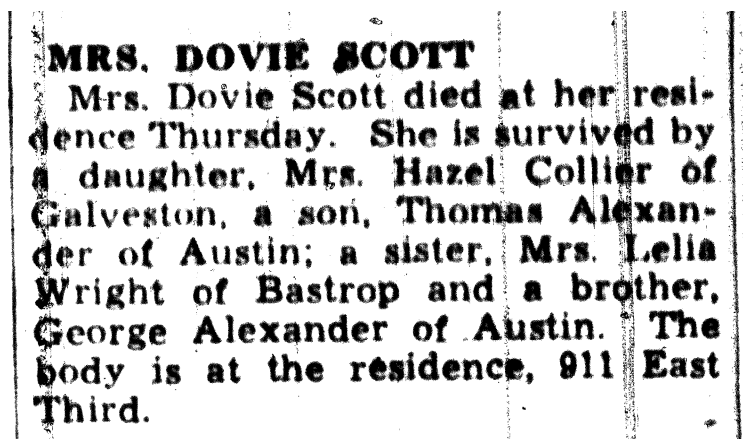 MRS. DOVIE SCOTT
Mrs. Dovie Scott died at her resi-
dence Thursday. She is survived by
a daughter, Mrs. Hazel Collier of
Galveston, a son, Thomas Alexan-
der of Austin; a sister, Mrs. Lelia
Wright of Bastrop and a brother,
George Alexander of Austin. The
body is at the residence, 911 East
Third.